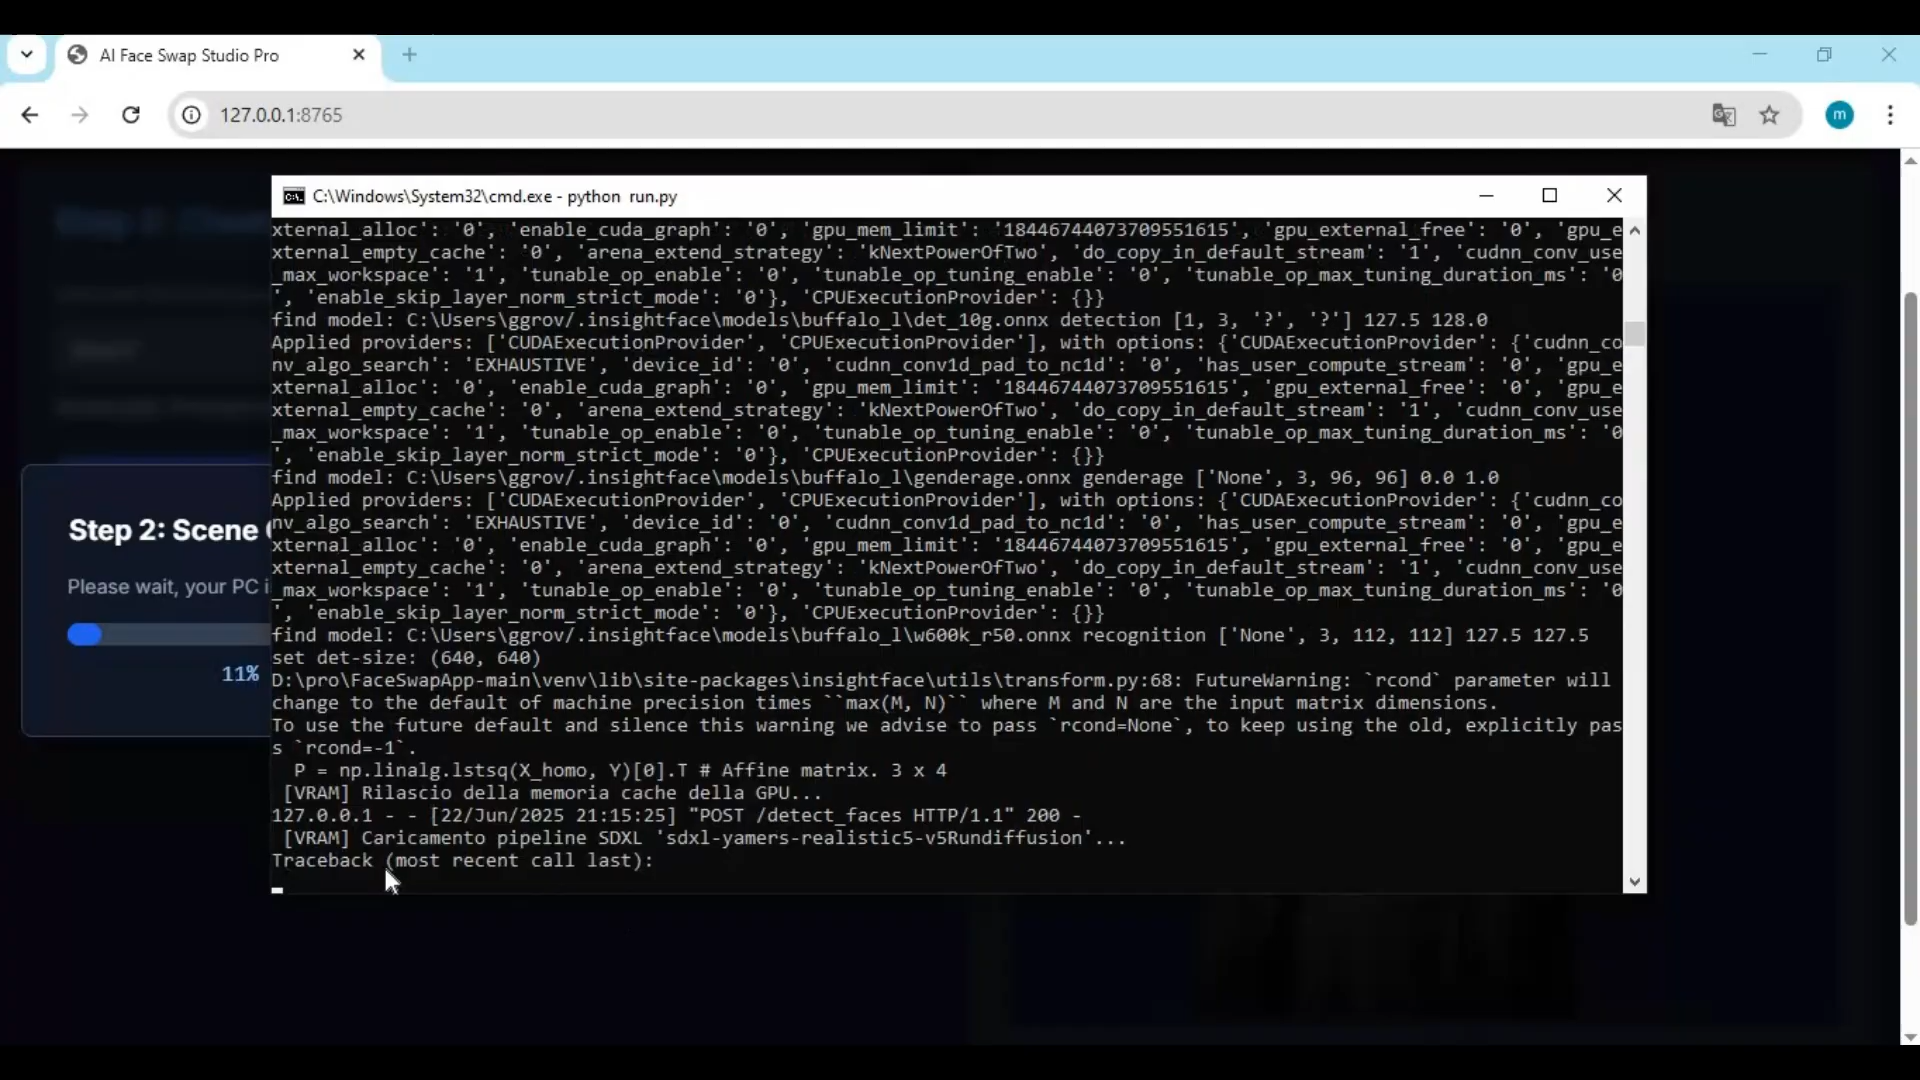 AI Face Swap Studio Pro
127.0.0.1:8765
m
C:\Windows\System32\cmd.exe - python  run.py
xternal_alloc': '0', 'enable_cuda_graph': '0', 'gpu_mem_limit': '18446744073709551615', 'gpu_external_free': '0', 'gpu_e
xternal_empty_cache': '0', 'arena_extend_strategy': 'kNextPowerOfTwo', 'do_copy_in_default_stream': '1', 'cudnn_conv_use
_max_workspace': '1', 'tunable_op_enable': '0', 'tunable_op_tuning_enable': '0', 'tunable_op_max_tuning_duration_ms': '0
', 'enable_skip_layer_norm_strict_mode': '0'}, 'CPUExecutionProvider': {}}
find model: C:\Users\ggrov/.insightface\models\buffalo_l\det_10g.onnx detection [1, 3, '?', '?'] 127.5 128.0
Applied providers: ['CUDAExecutionProvider', 'CPUExecutionProvider'], with options: {'CUDAExecutionProvider': {'cudnn_co
nv_algo_search': 'EXHAUSTIVE', 'device_id': '0', 'cudnn_conv1d_pad_to_nc1d': '0', 'has_user_compute_stream': '0', 'gpu_e
xternal_alloc': '0', 'enable_cuda_graph': '0', 'gpu_mem_limit': '18446744073709551615', 'gpu_external_free': '0', 'gpu_e
xternal_empty_cache': '0', 'arena_extend_strategy': 'kNextPowerOfTwo', 'do_copy_in_default_stream': '1', 'cudnn_conv_use
_max_workspace': '1', 'tunable_op_enable': '0', 'tunable_op_tuning_enable': '0', 'tunable_op_max_tuning_duration_ms': '0
', 'enable_skip_layer_norm_strict_mode': '0'}, 'CPUExecutionProvider': {}}
find model: C:\Users\ggrov/.insightface\models\buffalo_l\genderage.onnx genderage ['None', 3, 96, 96] 0.0 1.0
Applied providers: ['CUDAExecutionProvider', 'CPUExecutionProvider'], with options: {'CUDAExecutionProvider': {'cudnn_co
nv_algo_search': 'EXHAUSTIVE', 'device_id': '0', 'cudnn_conv1d_pad_to_nc1d': '0', 'has_user_compute_stream': '0', 'gpu_e
xternal_alloc': '0', 'enable_cuda_graph': '0', 'gpu_mem_limit': '18446744073709551615', 'gpu_external_free': '0', 'gpu_e
xternal_empty_cache': '0', 'arena_extend_strategy': 'kNextPowerOfTwo', 'do_copy_in_default_stream': '1', 'cudnn_conv_use
_max_workspace': '1', 'tunable_op_enable': '0', 'tunable_op_tuning_enable': '0', 'tunable_op_max_tuning_duration_ms': '0
', 'enable_skip_layer_norm_strict_mode': '0'}, 'CPUExecutionProvider': {}}
find model: C:\Users\ggrov/.insightface\models\buffalo_l\w600k_r50.onnx recognition ['None', 3, 112, 112] 127.5 127.5
set det-size: (640, 640)
D:\pro\FaceSwapApp-main\venv\lib\site-packages\insightface\utils\transform.py:68: FutureWarning: `rcond` parameter will
change to the default of machine precision times ``max(M, N)`` where M and N are the input matrix dimensions.
To use the future default and silence this warning we advise to pass `rcond=None`, to keep using the old, explicitly pas
s `rcond=-1`.
P = np.linalg.lstsq(X_homo, Y)[0].T # Affine matrix. 3 x 4
[VRAM] Rilascio della memoria cache della GPU...
127.0.0.1 - - [22/Jun/2025 21:15:25] "POST /detect_faces HTTP/1.1" 200 -
[VRAM] Caricamento pipeline SDXL 'sdxl-yamers-realistic5-v5Rundiffusion'...
Traceback (most recent call last):
Step 2: Scene
Please wait, your PC i
11%